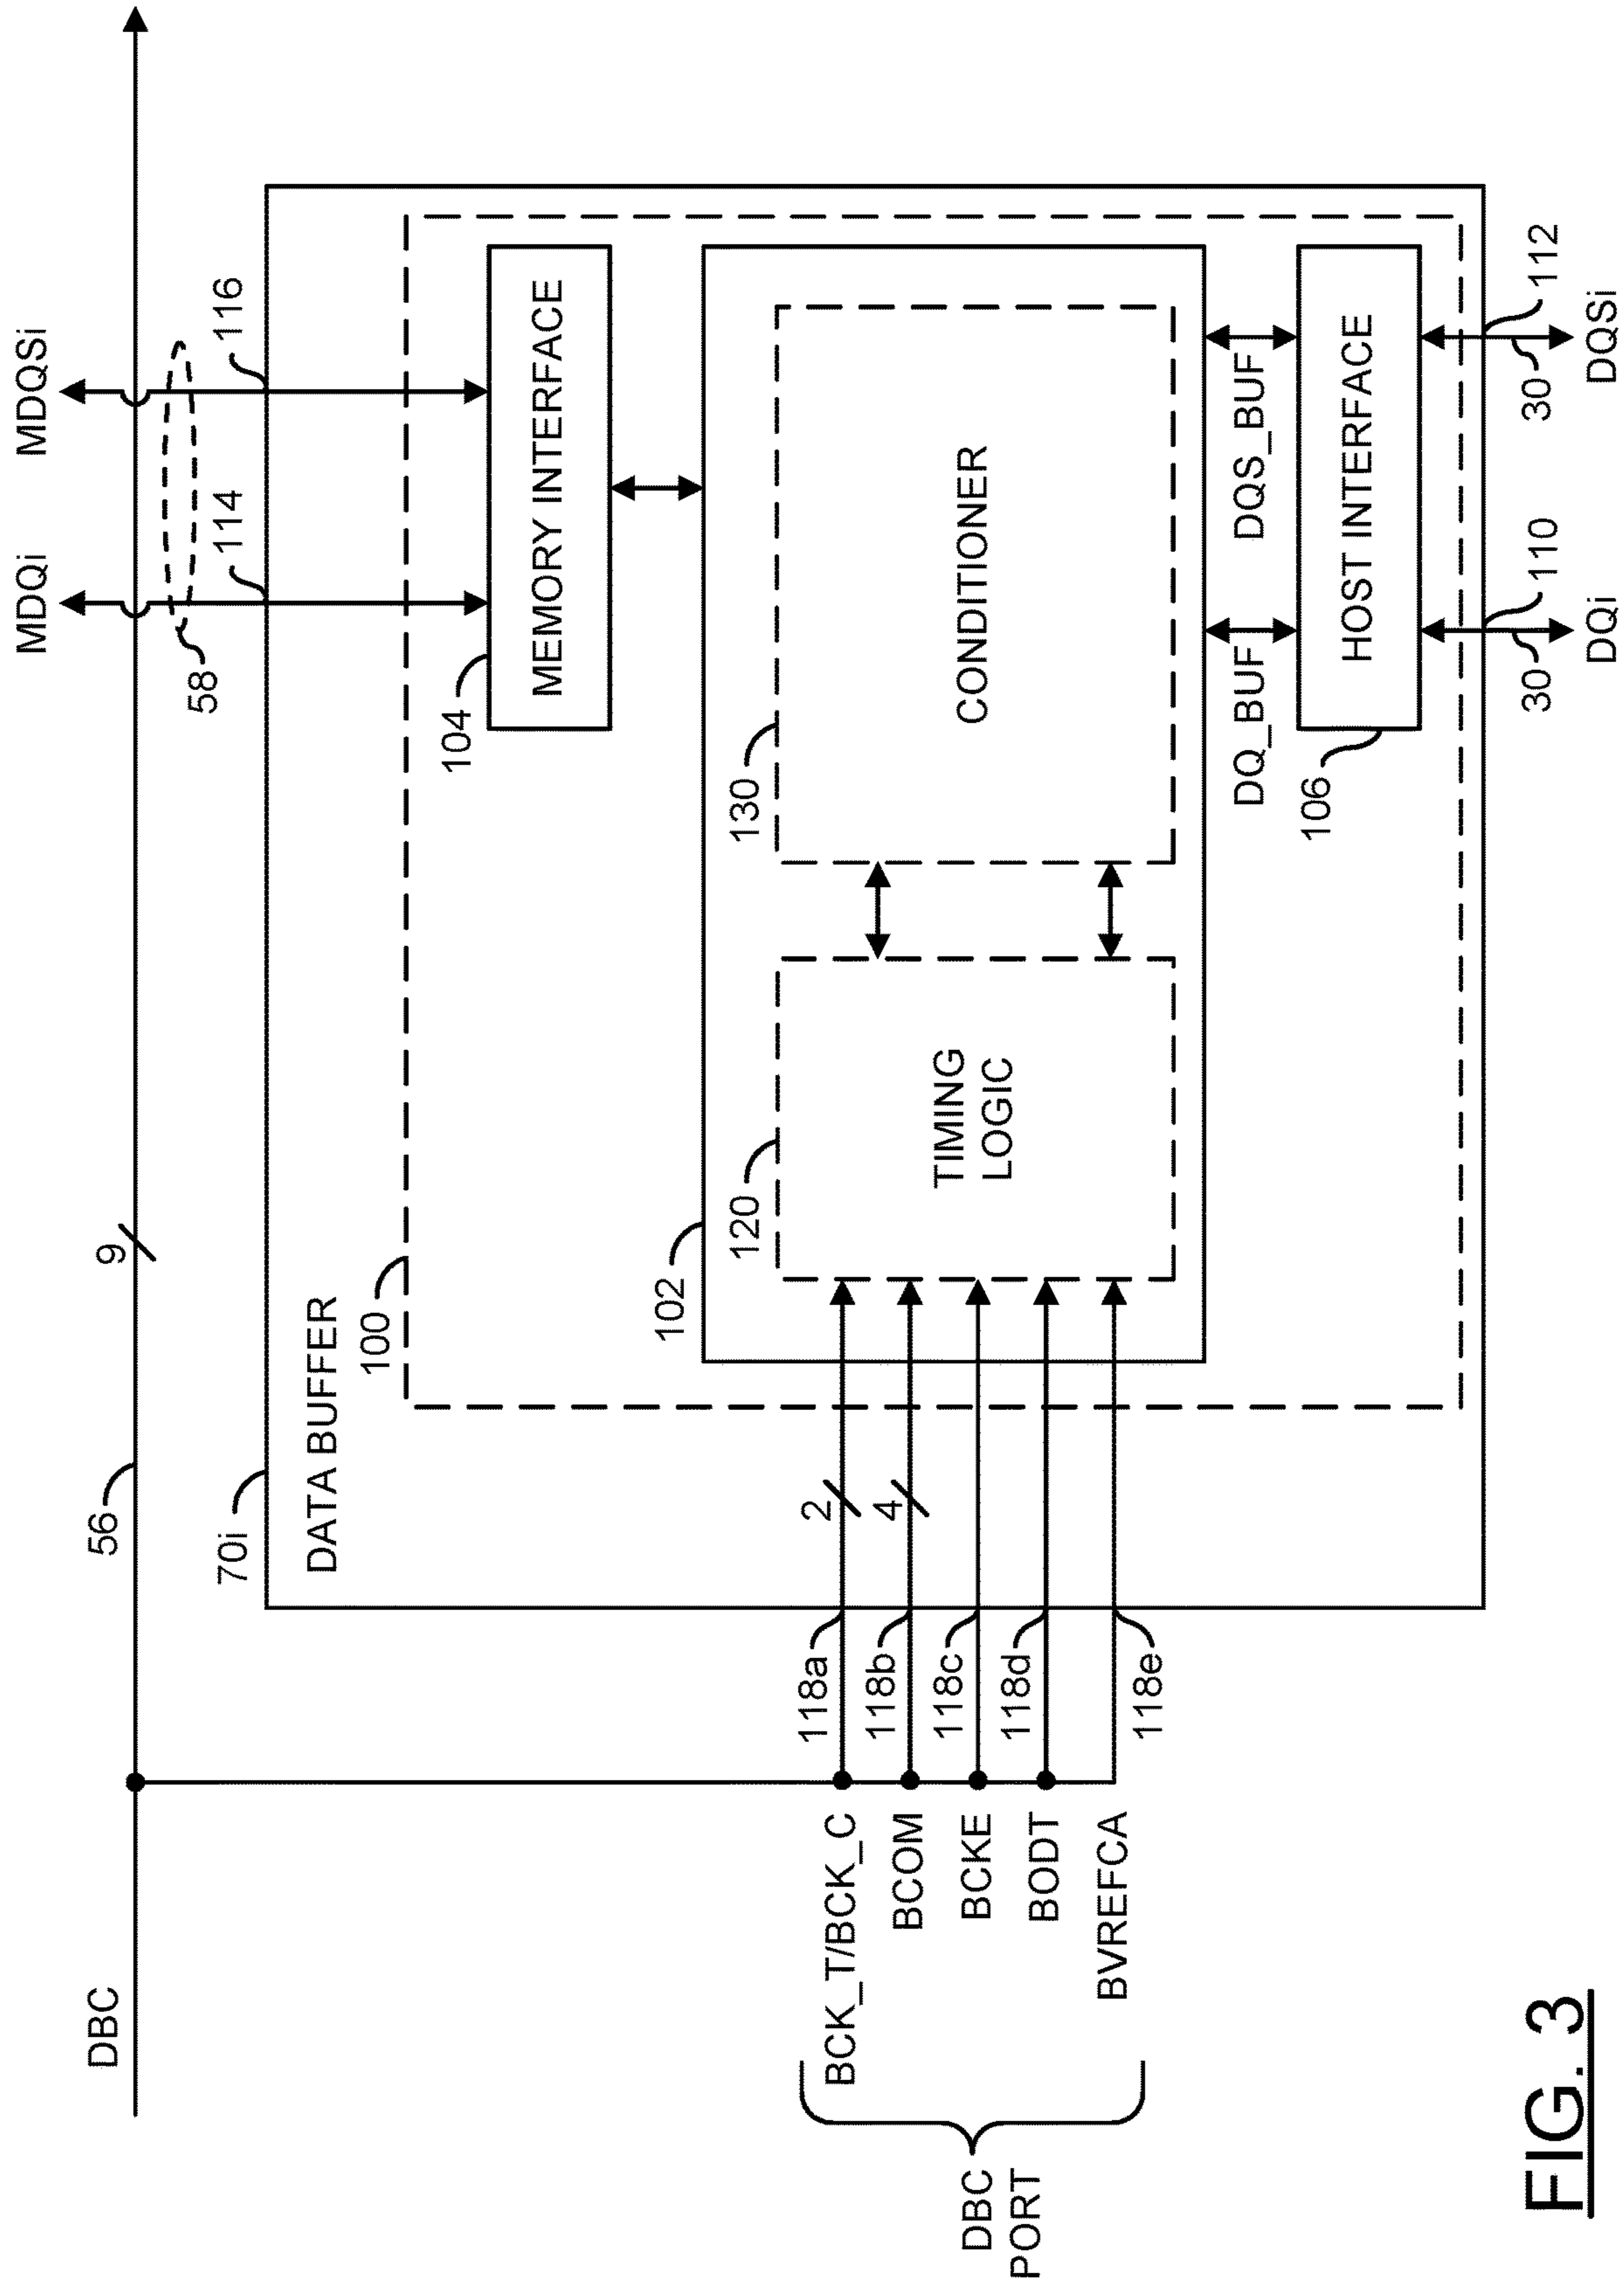 DBC
56
9
MDQi
MDQSi
58
114
116
70i
DATA BUFFER
100
104
MEMORY INTERFACE
102
120
TIMING
LOGIC
130
CONDITIONER
DBC
PORT
BCK_T/BCK_C
BCOM
BCKE
BODT
BVREFCA
118a
118b
118c
118d
118e
2
4
DQ_BUF
DQS_BUF
106
HOST INTERFACE
30
110
30
112
DQi
DQSi
FIG. 3